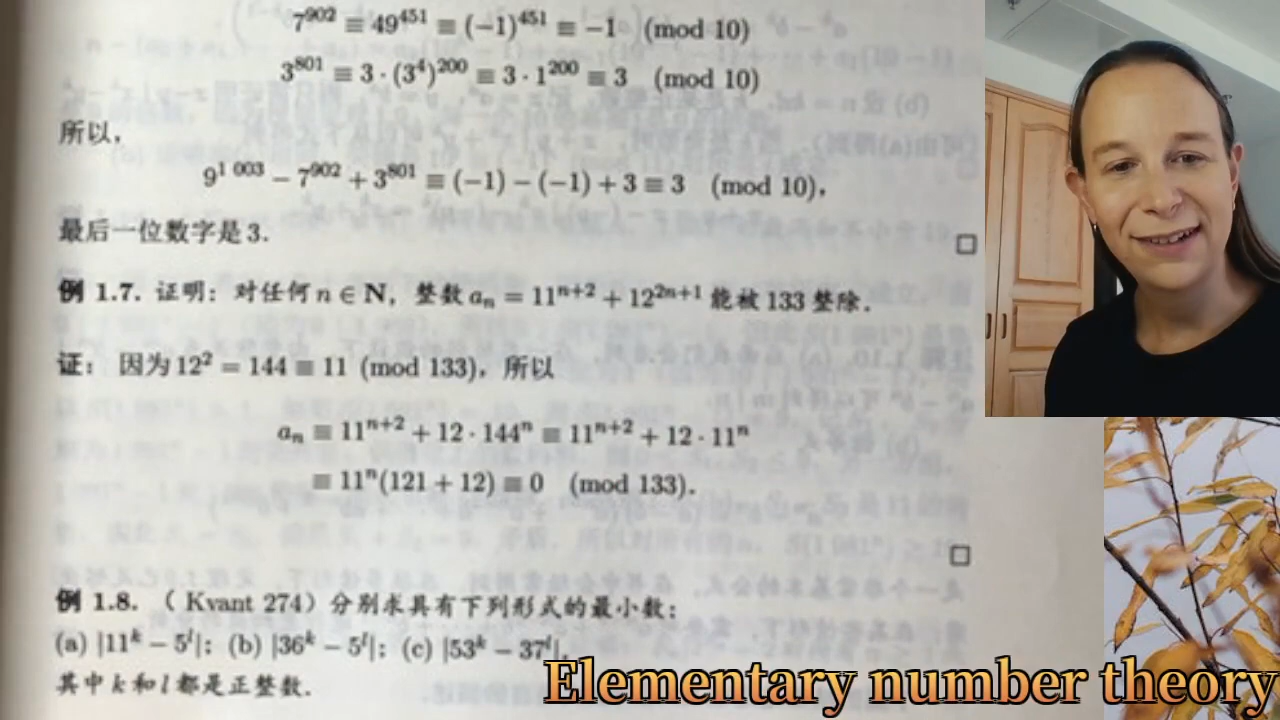 7^902 ≡ 49^451 ≡ (−1)^451 ≡ −1 (mod 10)
3^801 ≡ 3 · (3^4)^200 ≡ 3 · 1^200 ≡ 3 (mod 10)
所以，
9^1 003 − 7^902 + 3^801 ≡ (−1) − (−1) + 3 ≡ 3 (mod 10),
最后一位数字是 3.
例 1.7. 证明：对任何 n ∈ N，整数 a_n = 11^{n+2} + 12^{2n+1} 能被 133 整除.
证： 因为 12^2 = 144 ≡ 11 (mod 133)，所以
a_n ≡ 11^{n+2} + 12 · 144^n ≡ 11^{n+2} + 12 · 11^n
≡ 11^n(121 + 12) ≡ 0 (mod 133).
例 1.8.（ Kvant 274）分别求具有下列形式的最小数：
(a) |11^k − 5^l|; (b) |36^k − 5^l|; (c) |53^k − 37^l|,
其中 k 和 l 都是正整数.
Elementary number theory